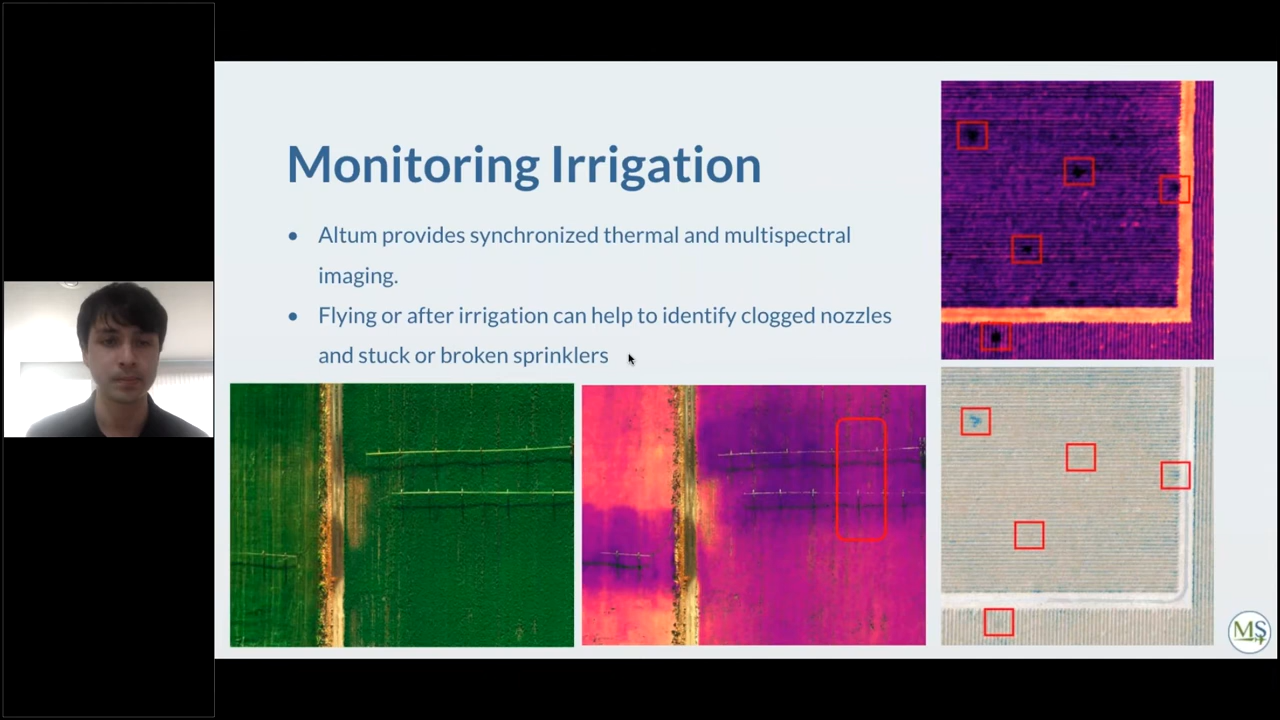 Monitoring Irrigation
• Altum provides synchronized thermal and multispectral
imaging.
• Flying or after irrigation can help to identify clogged nozzles
and stuck or broken sprinklers
MS